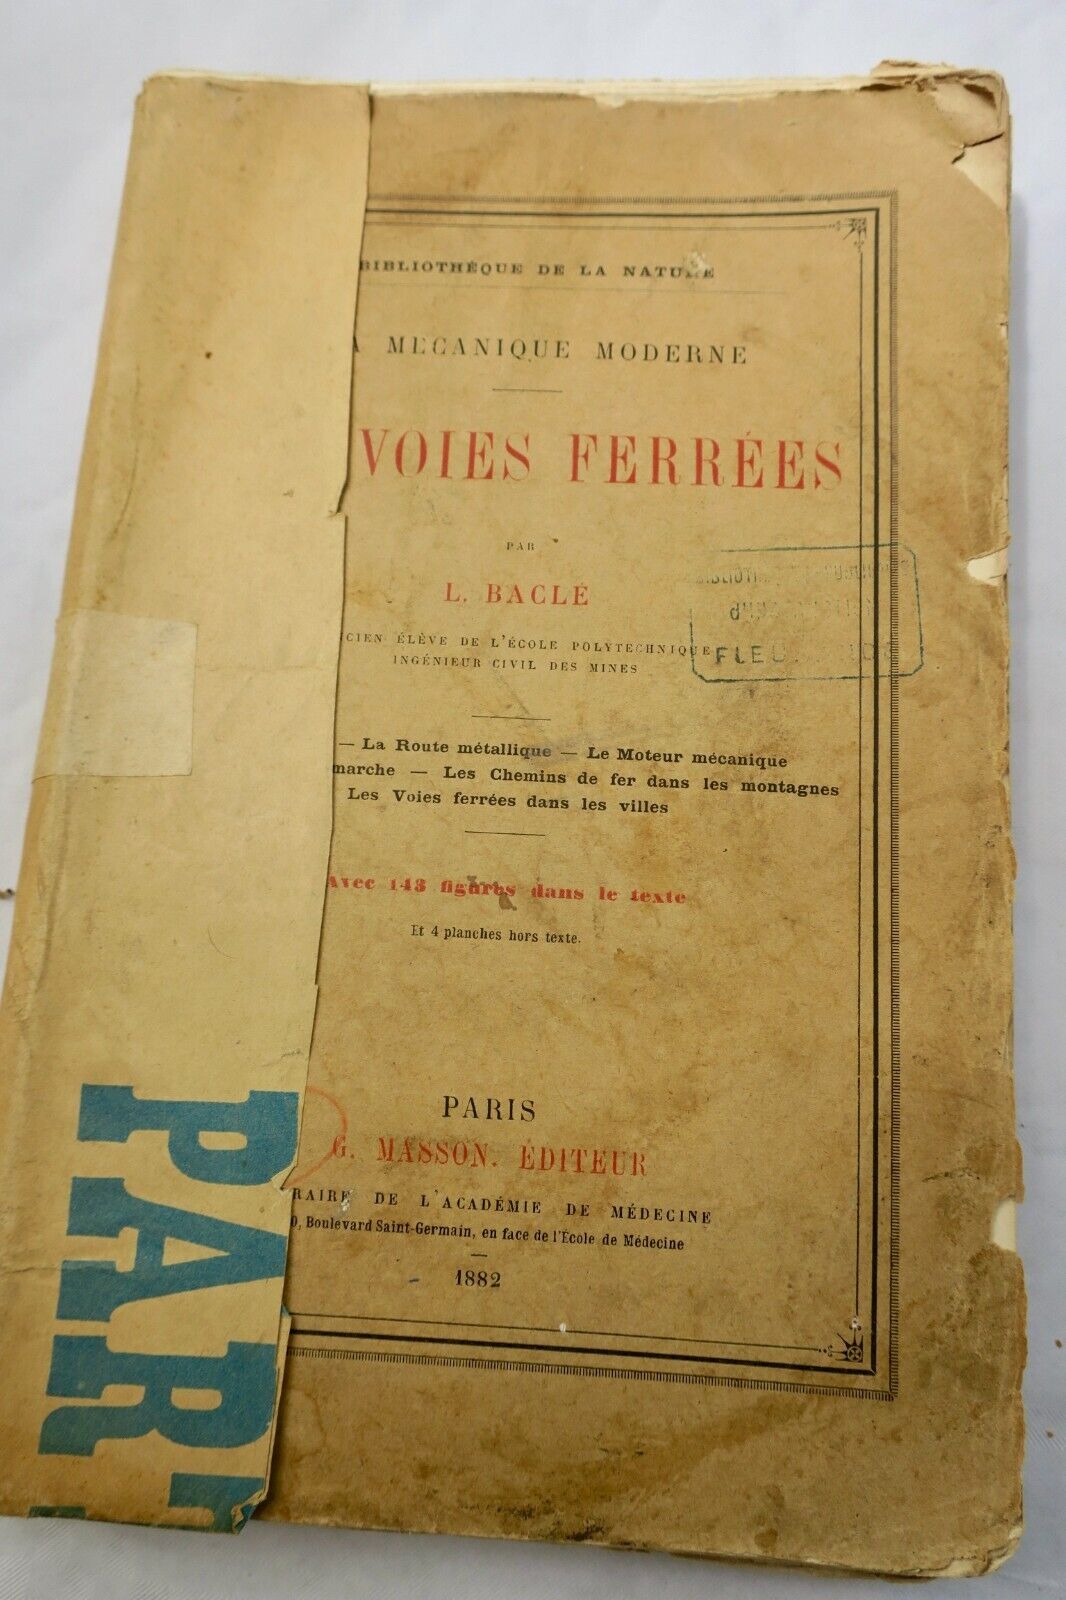 BIBLIOTHÈQUE DE LA NATURE
A MÉCANIQUE MODERNE
VOIES FERRÉES
PAR
L. BACLÉ
CIEN ÉLÈVE DE L'ÉCOLE POLYTECHNIQUE
INGÉNIEUR CIVIL DES MINES
— La Route métallique — Le Moteur mécanique
marche — Les Chemins de fer dans les montagnes
Les Voies ferrées dans les villes
Avec 143 figures dans le texte
Et 4 planches hors texte.
PARIS
G. MASSON, ÉDITEUR
RAIRE DE L'ACADÉMIE DE MÉDECINE
0, Boulevard Saint-Germain, en face de l'École de Médecine
1882
PAR